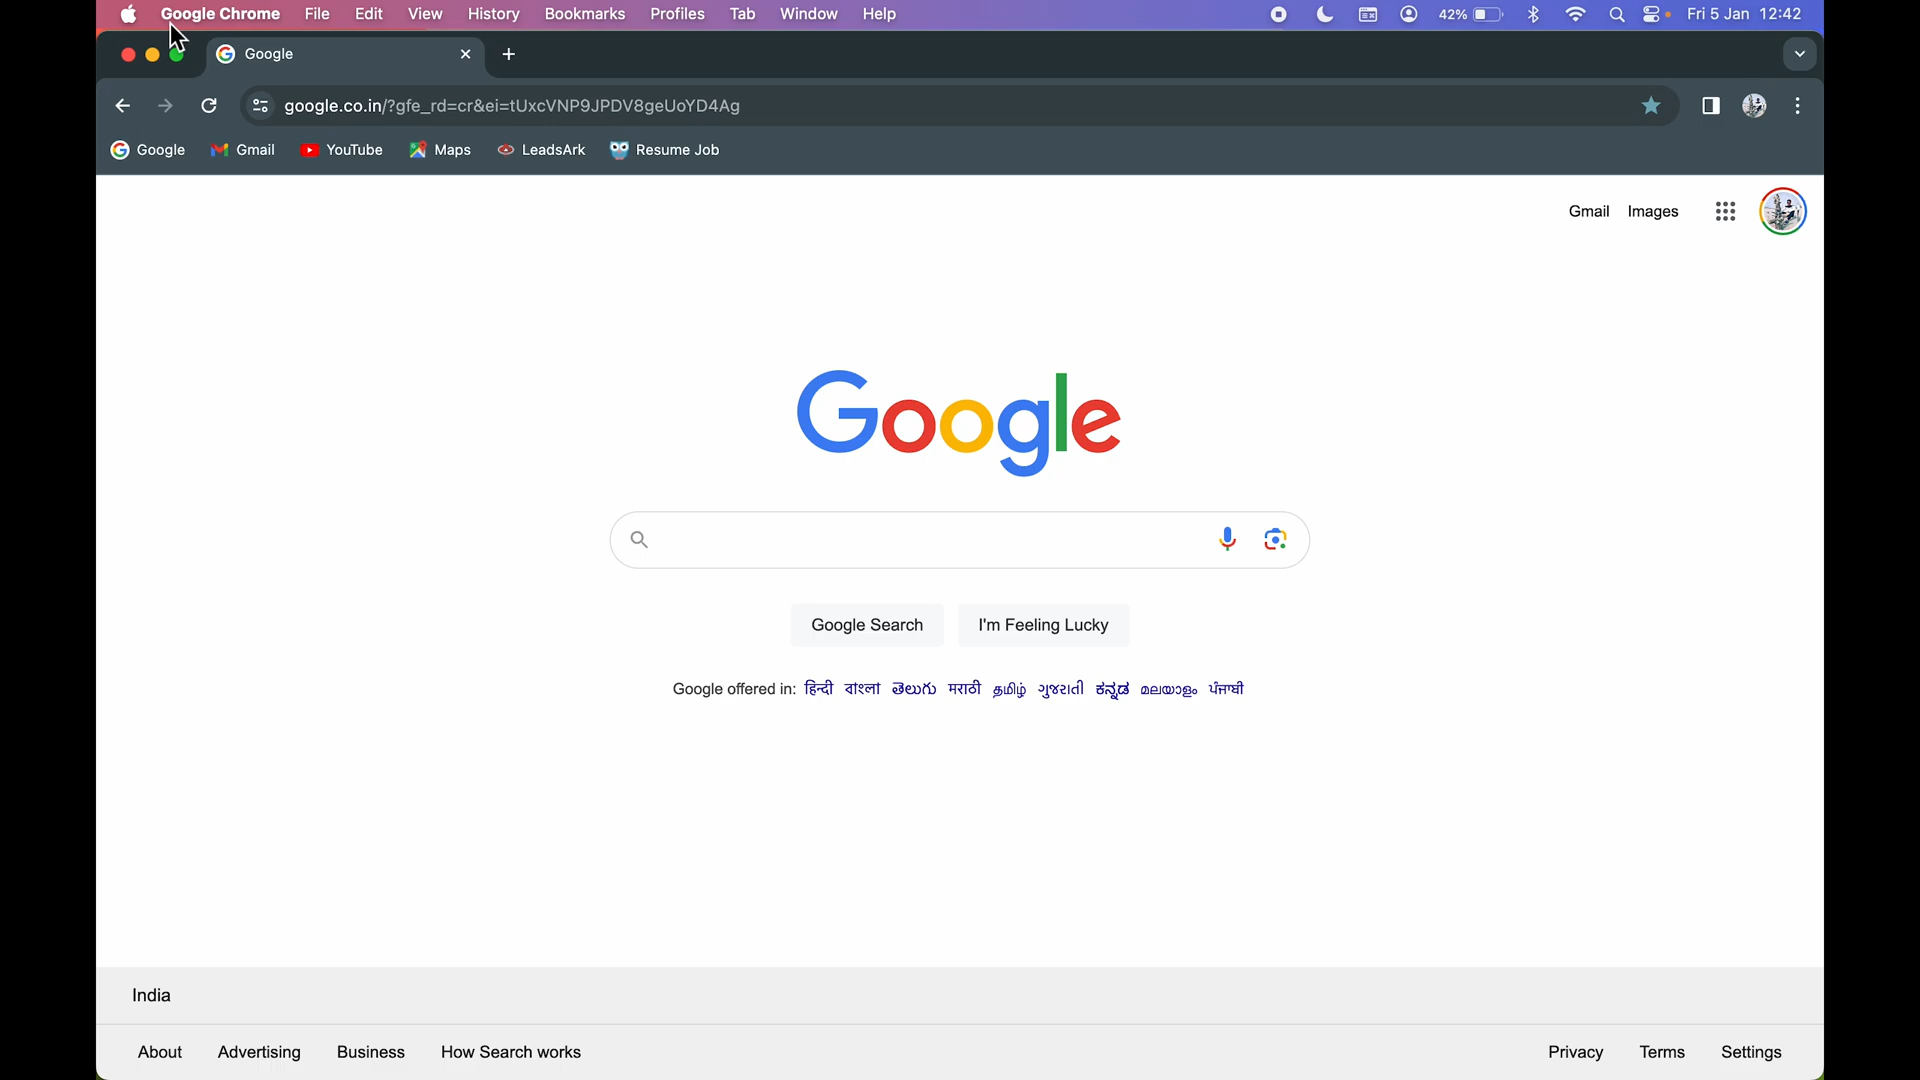 Google Chrome File Edit View History Bookmarks Profiles Tab Window Help 42% Fri 5 Jan 12:42
Google
google.co.in/?gfe_rd=cr&ei=tUxcVNP9JPDV8geUoYD4Ag
Google Gmail YouTube Maps LeadsArk Resume Job
Gmail Images
Google
Google Search I'm Feeling Lucky
Google offered in: हिन्दी বাংলা తెలుగు मराठी தமிழ் ગુજરાતી ಕನ್ನಡ മലയാളം ਪੰਜਾਬੀ
India
About Advertising Business How Search works Privacy Terms Settings